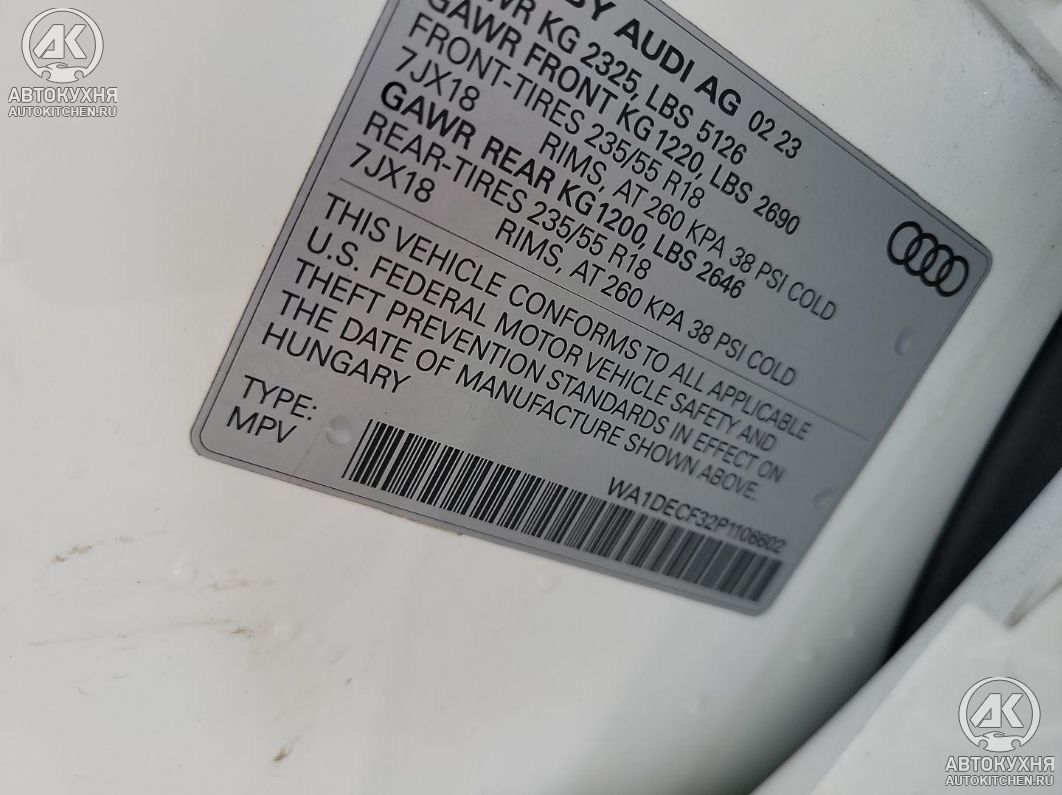 АК
АВТОКУХНЯ
AUTOKITCHEN.RU
BY AUDI AG 02 23
KG 2325, LBS 5126
GAWR FRONT KG 1220, LBS 2690
FRONT-TIRES 235/55 R18
7JX18 RIMS, AT 260 KPA 38 PSI COLD
GAWR REAR KG 1200, LBS 2646
REAR-TIRES 235/55 R18
7JX18 RIMS, AT 260 KPA 38 PSI COLD
THIS VEHICLE CONFORMS TO ALL APPLICABLE
U.S. FEDERAL MOTOR VEHICLE SAFETY AND
THEFT PREVENTION STANDARDS IN EFFECT ON
THE DATE OF MANUFACTURE SHOWN ABOVE.
HUNGARY
TYPE:
MPV
WA1DECF32P1106602
АК
АВТОКУХНЯ
AUTOKITCHEN.RU